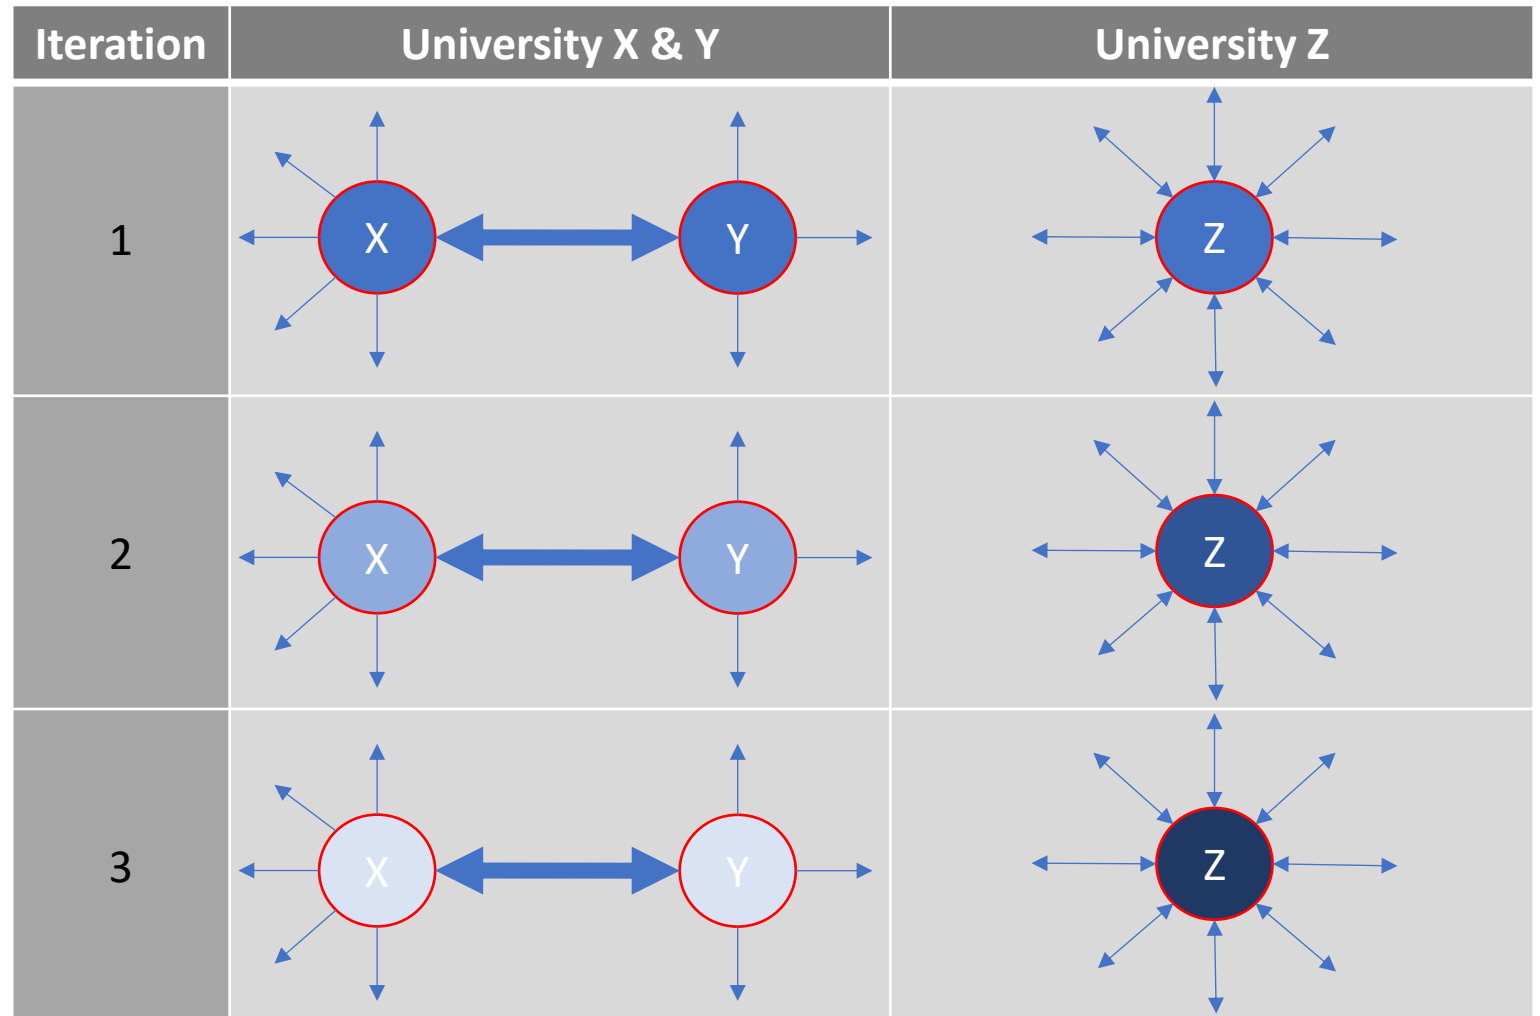 Iteration University X & Y University Z
1 X Y Z
2 X Y Z
3 X Y Z